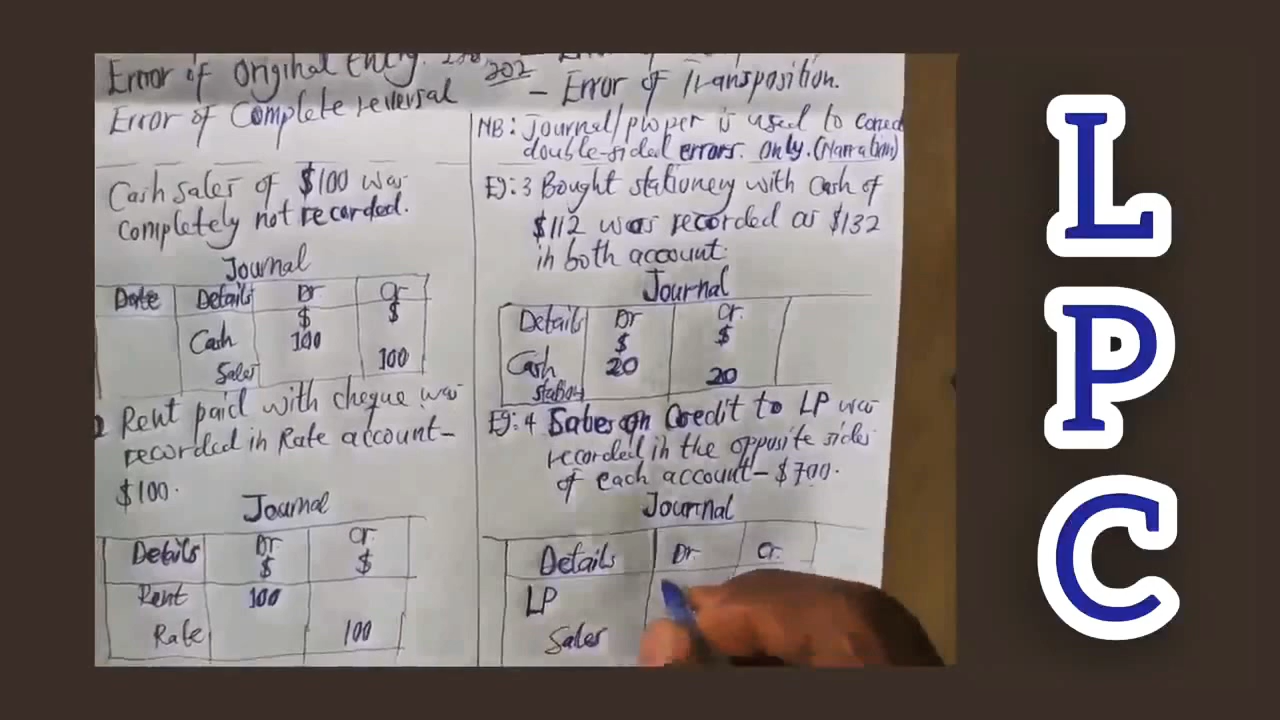 Error of Original Entry.
202
Error of Complete reversal
Cash sales of $100 was
completely not recorded.
Journal
Date Details Dr Cr
$ $
Cash 100
Sales 100
Rent paid with cheque was
recorded in Rate account-
$100.
Journal
Details Dr Cr.
$ $
Rent 100
Rate 100
- Error of Transposition.
NB: Journal/proper is used to
double-sided errors. Only. (Narration)
Eg: 3 Bought stationery with Cash of
$112 was recorded as $132
in both account.
Journal
Details Dr Cr.
$ $
Cash 20
20
Eg: 4 Sales on Credit to LP was
recorded in the opposite sides
of each account - $700.
Journal
Details Dr. Cr.
LP
Sales
L
P
C